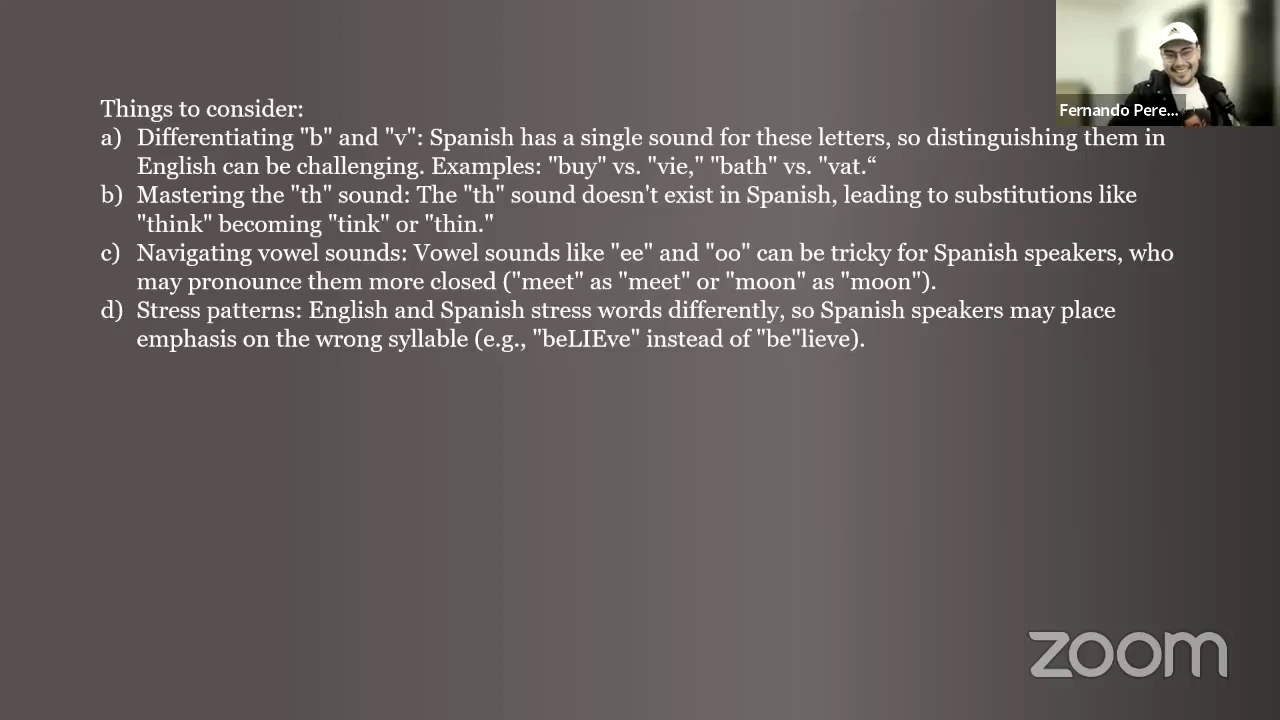 Things to consider:
a) Differentiating "b" and "v": Spanish has a single sound for these letters, so distinguishing them in
English can be challenging. Examples: "buy" vs. "vie," "bath" vs. "vat.“
b) Mastering the "th" sound: The "th" sound doesn't exist in Spanish, leading to substitutions like
"think" becoming "tink" or "thin."
c) Navigating vowel sounds: Vowel sounds like "ee" and "oo" can be tricky for Spanish speakers, who
may pronounce them more closed ("meet" as "meet" or "moon" as "moon").
d) Stress patterns: English and Spanish stress words differently, so Spanish speakers may place
emphasis on the wrong syllable (e.g., "beLIEve" instead of "be"lieve).
Fernando Pere...
zoom